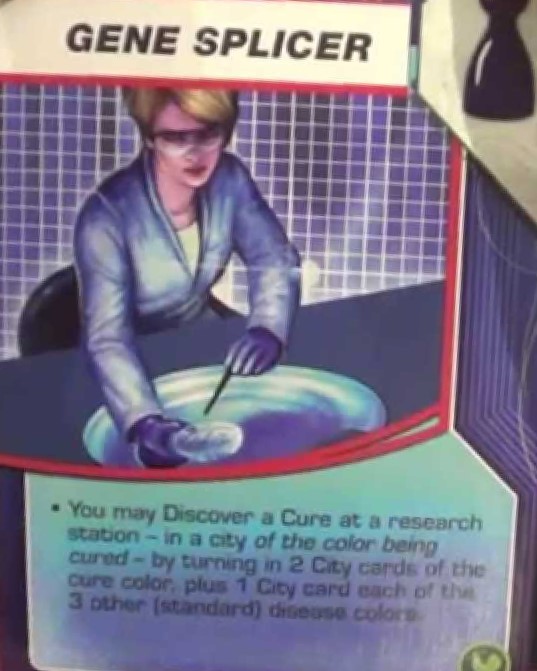 GENE SPLICER
• You may Discover a Cure at a research
station – in a city of the color being
cured – by turning in 2 City cards of the
cure color, plus 1 City card each of the
3 other (standard) disease colors.